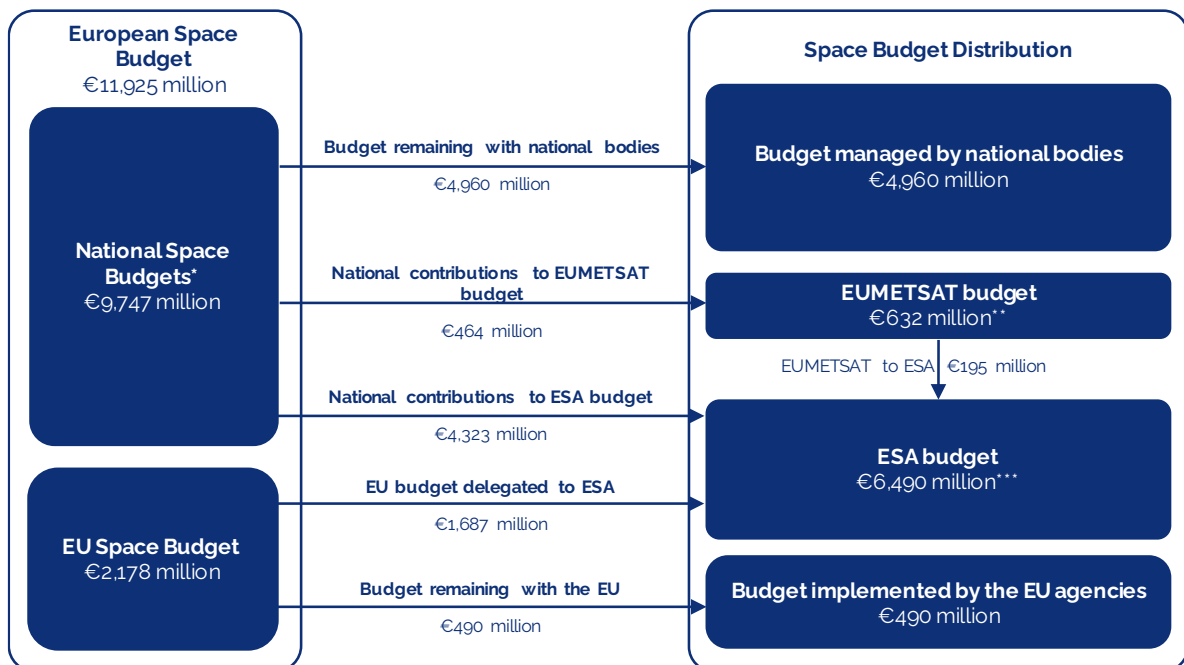 European Space
Budget
€11,925 million
National Space
Budgets*
€9,747 million
EU Space Budget
€2,178 million
Budget remaining with national bodies
€4,960 million
National contributions to EUMETSAT
budget
€464 million
National contributions to ESA budget
€4,323 million
EU budget delegated to ESA
€1,687 million
Budget remaining with the EU
€490 million
Space Budget Distribution
Budget managed by national bodies
€4,960 million
EUMETSAT budget
€632 million**
EUMETSAT to ESA €195 million
ESA budget
€6,490 million***
Budget implemented by the EU agencies
€490 million